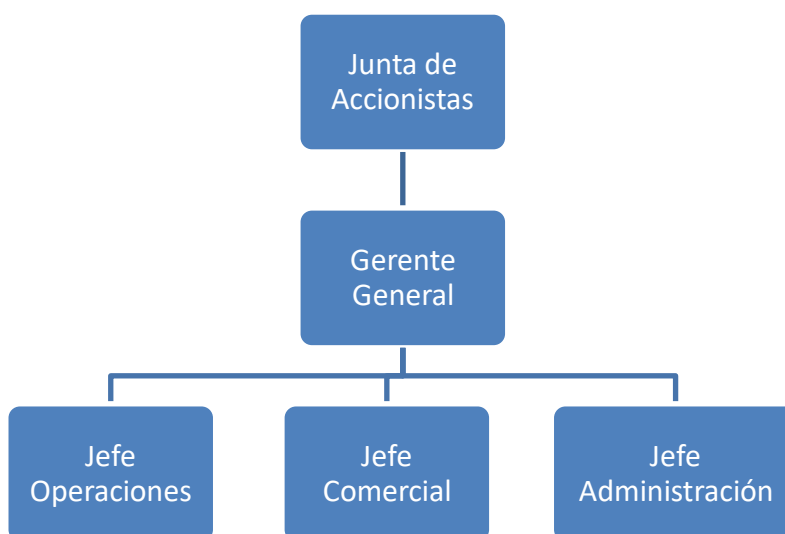 Junta de
Accionistas
Gerente
General
Jefe
Operaciones
Jefe
Comercial
Jefe
Administración